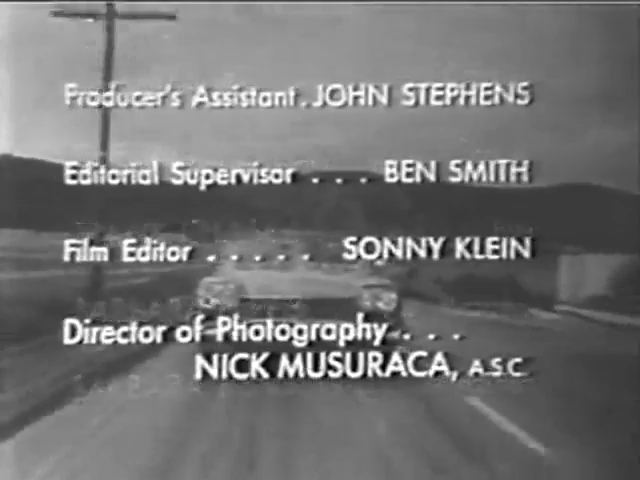 Producer's Assistant. JOHN STEPHENS
Editorial Supervisor . . . BEN SMITH
Film Editor . . . . . SONNY KLEIN
Director of Photography . . .
NICK MUSURACA, A.S.C.